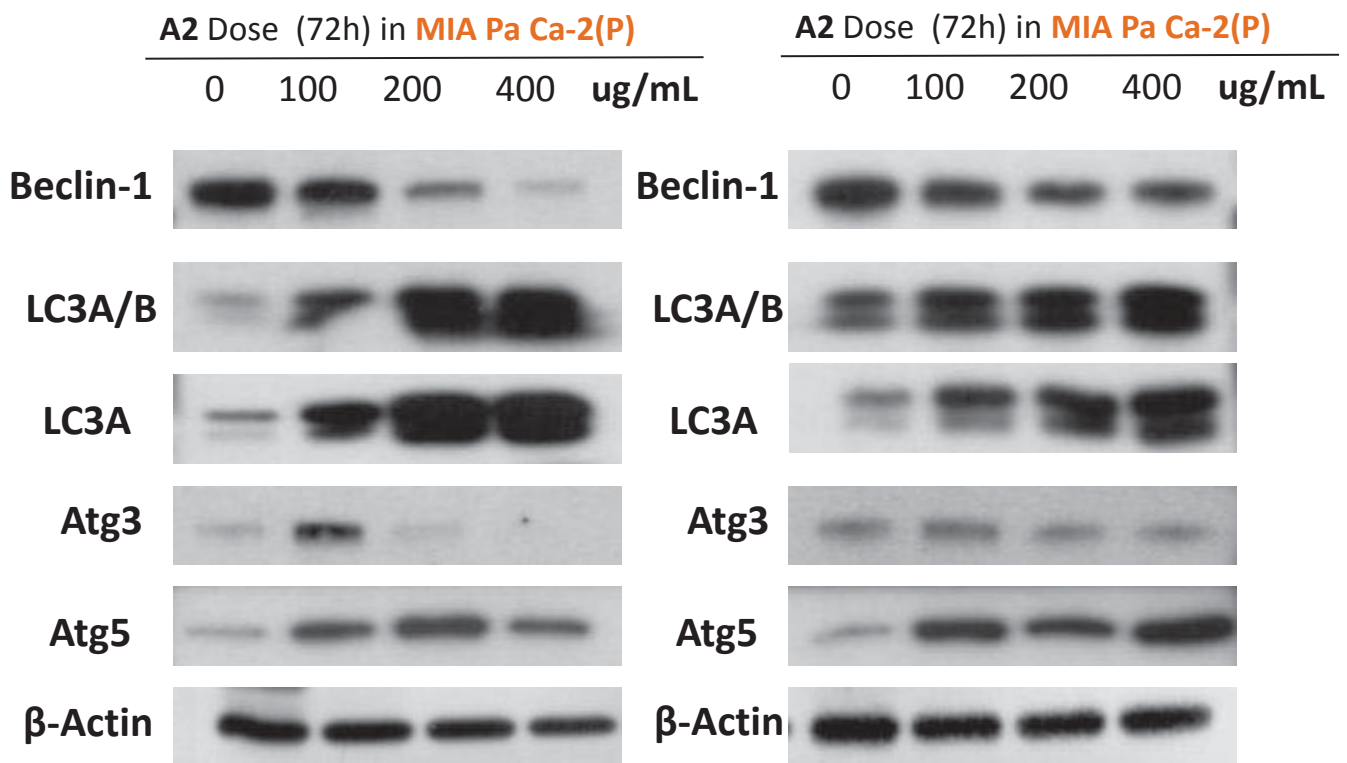 A2 Dose (72h) in MIA Pa Ca-2(P)
0 100 200 400 ug/mL
Beclin-1
LC3A/B
LC3A
Atg3
Atg5
β-Actin
A2 Dose (72h) in MIA Pa Ca-2(P)
0 100 200 400 ug/mL
Beclin-1
LC3A/B
LC3A
Atg3
Atg5
β-Actin